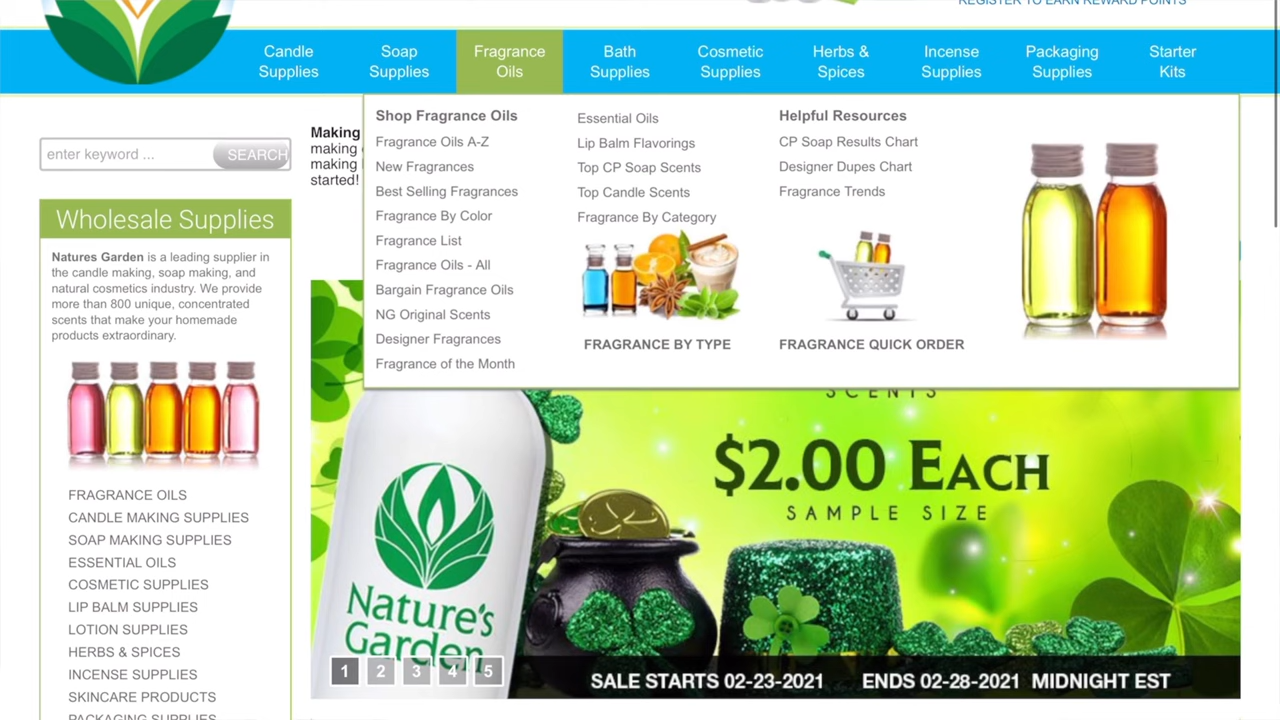 REGISTER TO EARN REWARD POINTS
Candle Supplies
Soap Supplies
Fragrance Oils
Bath Supplies
Cosmetic Supplies
Herbs & Spices
Incense Supplies
Packaging Supplies
Starter Kits
enter keyword ...
SEARCH
Making
making
making
started!
Shop Fragrance Oils
Fragrance Oils A-Z
New Fragrances
Best Selling Fragrances
Fragrance By Color
Fragrance List
Fragrance Oils - All
Bargain Fragrance Oils
NG Original Scents
Designer Fragrances
Fragrance of the Month
Essential Oils
Lip Balm Flavorings
Top CP Soap Scents
Top Candle Scents
Fragrance By Category
FRAGRANCE BY TYPE
Helpful Resources
CP Soap Results Chart
Designer Dupes Chart
Fragrance Trends
FRAGRANCE QUICK ORDER
Wholesale Supplies
Natures Garden is a leading supplier in
the candle making, soap making, and
natural cosmetics industry. We provide
more than 800 unique, concentrated
scents that make your homemade
products extraordinary.
FRAGRANCE OILS
CANDLE MAKING SUPPLIES
SOAP MAKING SUPPLIES
ESSENTIAL OILS
COSMETIC SUPPLIES
LIP BALM SUPPLIES
LOTION SUPPLIES
HERBS & SPICES
INCENSE SUPPLIES
SKINCARE PRODUCTS
PACKAGING SUPPLIES
SCENTS
$2.00 EACH
SAMPLE SIZE
Nature's
Garden
1 2 3 4 5
SALE STARTS 02-23-2021 ENDS 02-28-2021 MIDNIGHT EST